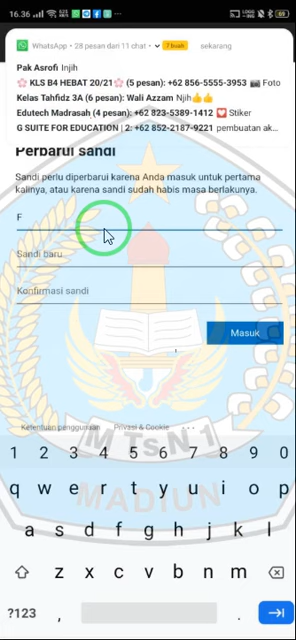 16.36
WhatsApp • 28 pesan dari 11 chat • 7 baru sekarang
Pak Asrofi Injih
🌸 KLS B4 HEBAT 20/21🌸 (5 pesan): +62 856-5555-3953 📷 Foto
Kelas Tahfidz 3A (6 pesan): Wali Azzam Njih👍👍
Edutech Madrasah (4 pesan): +62 823-5389-1412 💟 Stiker
G SUITE FOR EDUCATION | 2: +62 852-2187-9221 pembuatan ak...
Perbarui sandi
Sandi perlu diperbarui karena Anda masuk untuk pertama
kalinya, atau karena sandi sudah habis masa berlakunya.
F
Sandi baru
Konfirmasi sandi
Masuk
Ketentuan penggunaan Privasi & Cookie ...
MTsN 1
MADIUN
1 2 3 4 5 6 7 8 9 0
q w e r t y u i o p
a s d f g h j k l
z x c v b n m
?123 , .